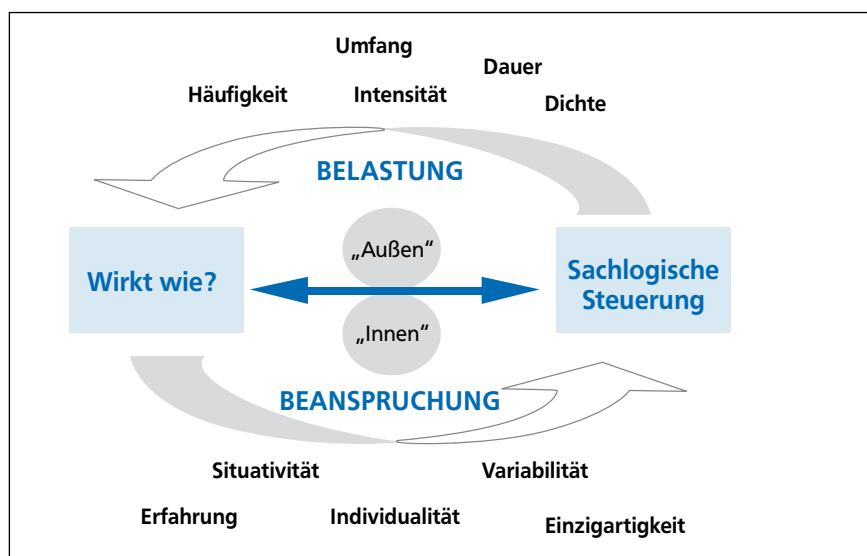 Umfang
Dauer
Häufigkeit
Intensität
Dichte
BELASTUNG
„Außen“
Wirkt wie?
Sachlogische
Steuerung
„Innen“
BEANSPRUCHUNG
Situativität
Variabilität
Erfahrung
Individualität
Einzigartigkeit